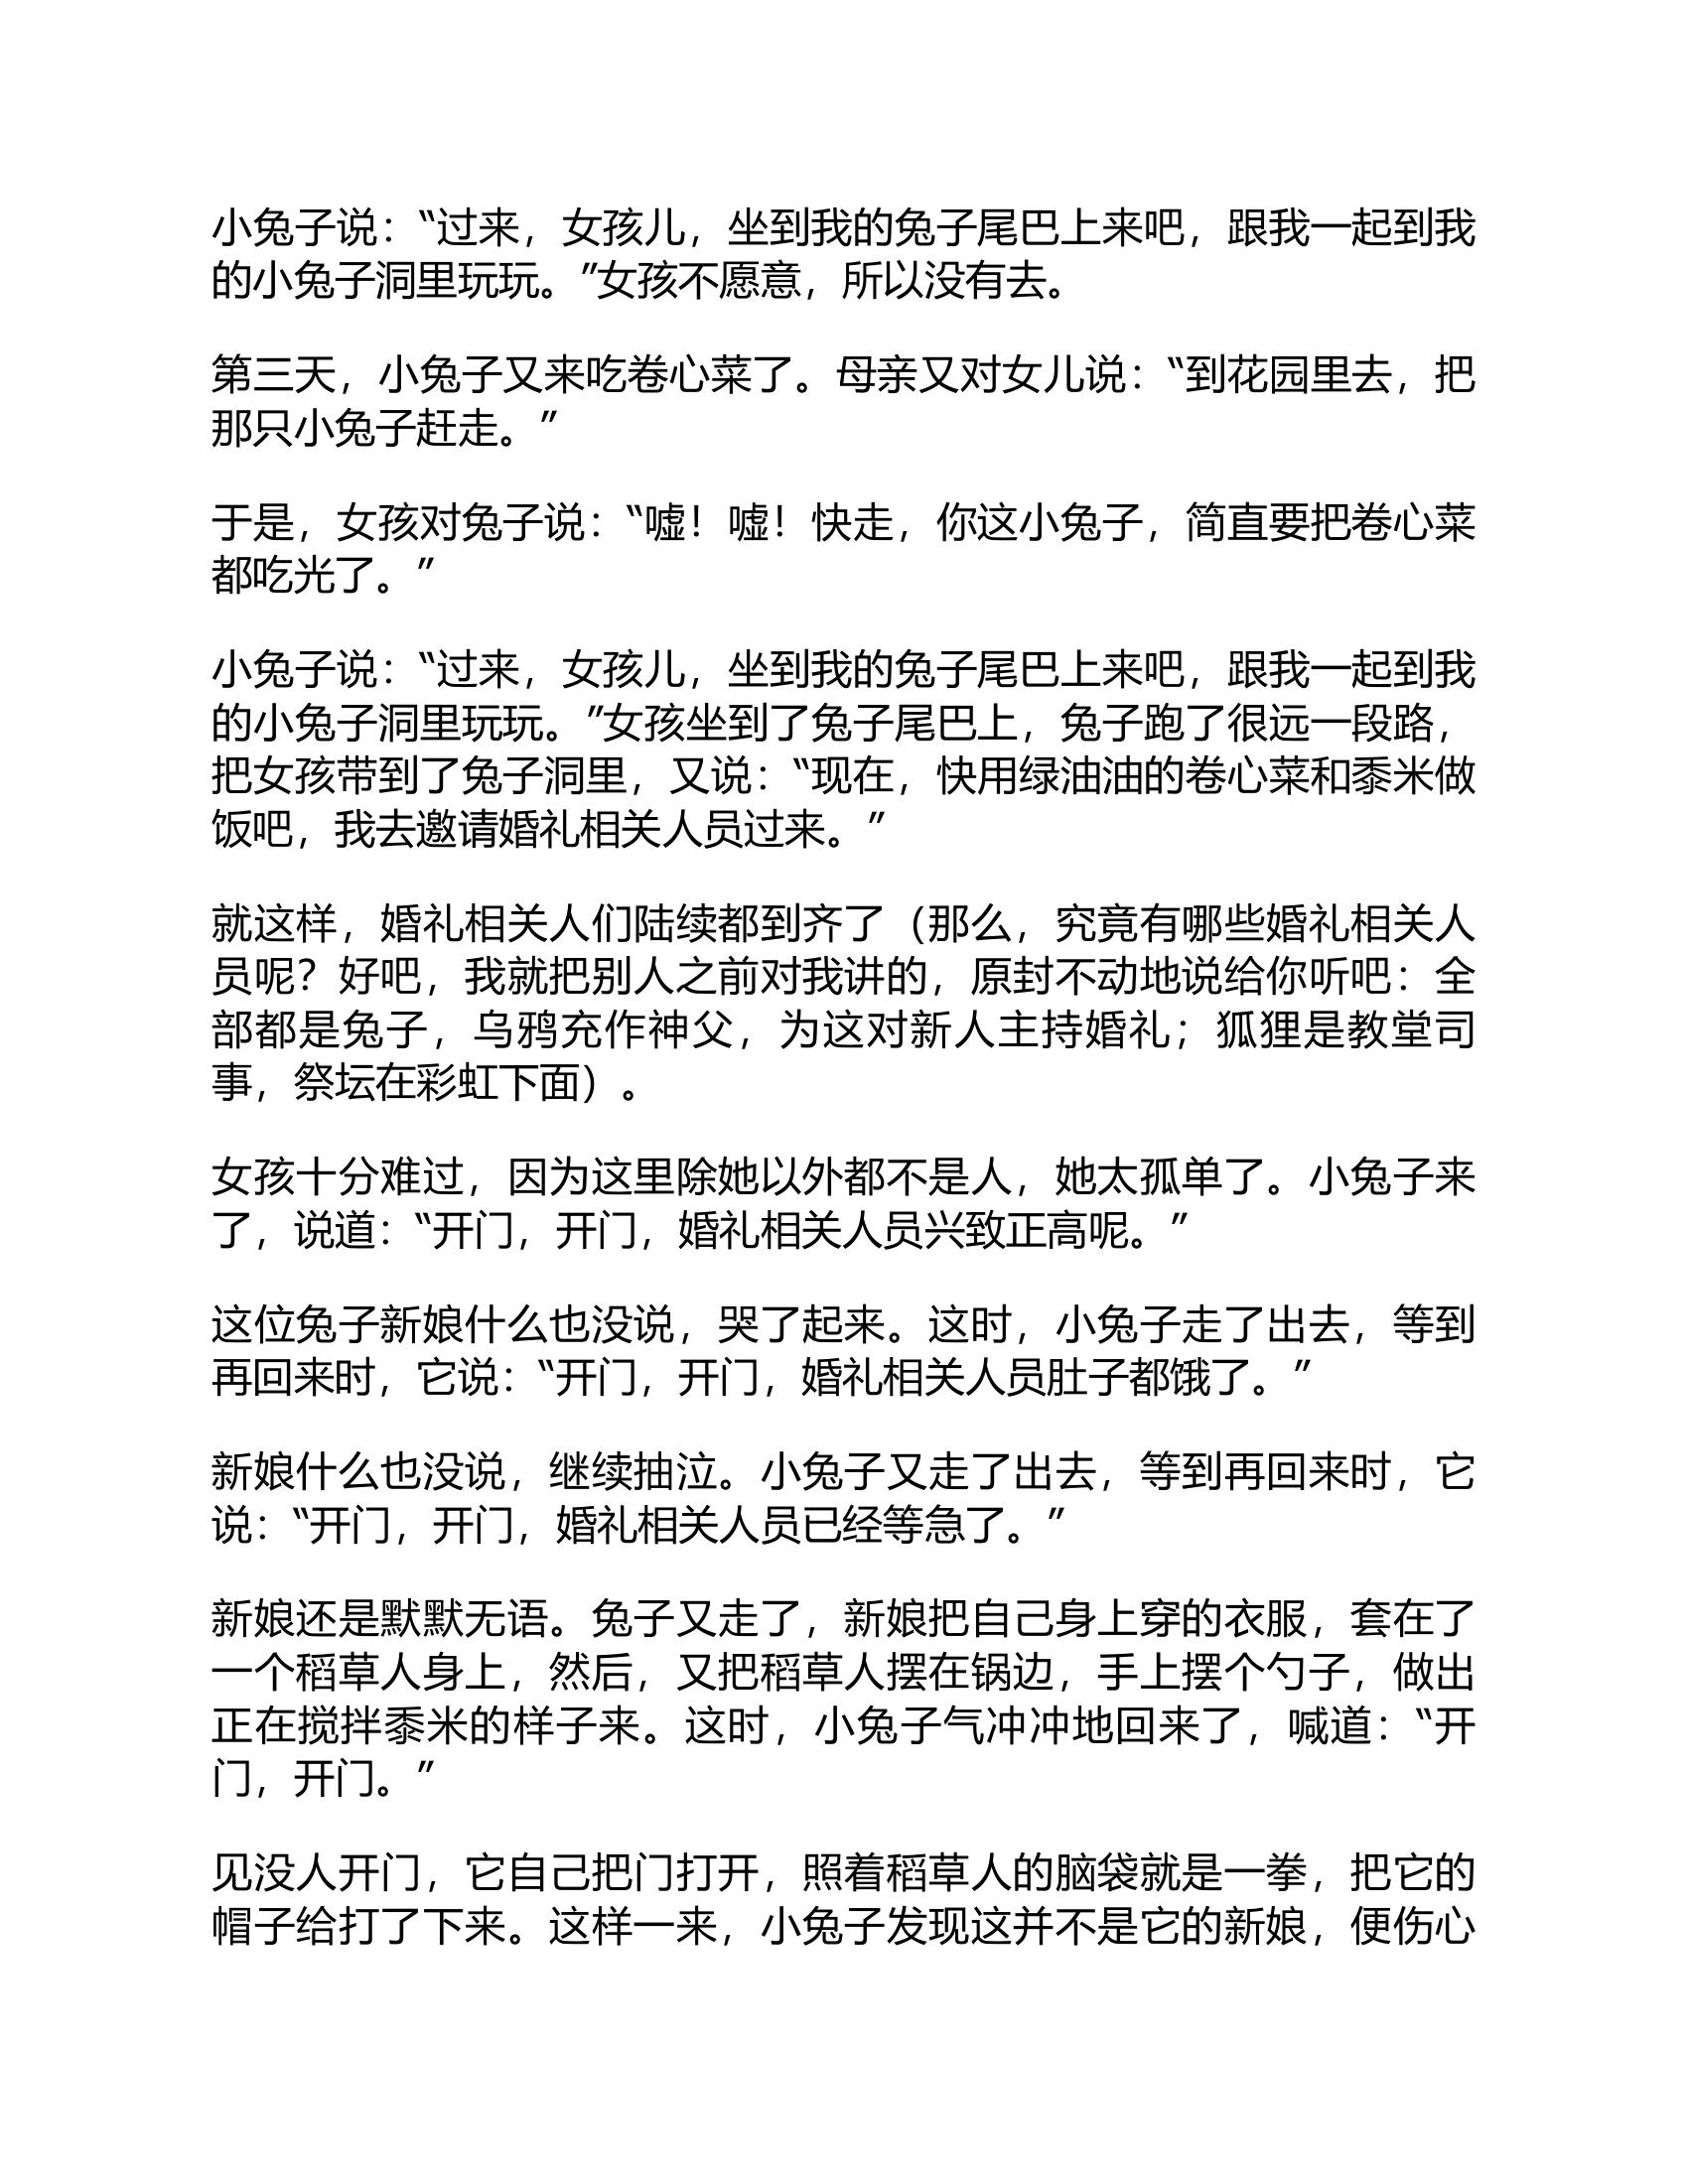 小兔子说：“过来，女孩儿，坐到我的兔子尾巴上来吧，跟我一起到我
的小兔子洞里玩玩。”女孩不愿意，所以没有去。
第三天，小兔子又来吃卷心菜了。母亲又对女儿说：“到花园里去，把
那只小兔子赶走。”
于是，女孩对兔子说：“嘘！嘘！快走，你这小兔子，简直要把卷心菜
都吃光了。”
小兔子说：“过来，女孩儿，坐到我的兔子尾巴上来吧，跟我一起到我
的小兔子洞里玩玩。”女孩坐到了兔子尾巴上，兔子跑了很远一段路，
把女孩带到了兔子洞里，又说：“现在，快用绿油油的卷心菜和黍米做
饭吧，我去邀请婚礼相关人员过来。”
就这样，婚礼相关人们陆续都到齐了（那么，究竟有哪些婚礼相关人
员呢？好吧，我就把别人之前对我讲的，原封不动地说给你听吧：全
部都是兔子，乌鸦充作神父，为这对新人主持婚礼；狐狸是教堂司
事，祭坛在彩虹下面）。
女孩十分难过，因为这里除她以外都不是人，她太孤单了。小兔子来
了，说道：“开门，开门，婚礼相关人员兴致正高呢。”
这位兔子新娘什么也没说，哭了起来。这时，小兔子走了出去，等到
再回来时，它说：“开门，开门，婚礼相关人员肚子都饿了。”
新娘什么也没说，继续抽泣。小兔子又走了出去，等到再回来时，它
说：“开门，开门，婚礼相关人员已经等急了。”
新娘还是默默无语。兔子又走了，新娘把自己身上穿的衣服，套在了
一个稻草人身上，然后，又把稻草人摆在锅边，手上摆个勺子，做出
正在搅拌黍米的样子来。这时，小兔子气冲冲地回来了，喊道：“开
门，开门。”
见没人开门，它自己把门打开，照着稻草人的脑袋就是一拳，把它的
帽子给打了下来。这样一来，小兔子发现这并不是它的新娘，便伤心